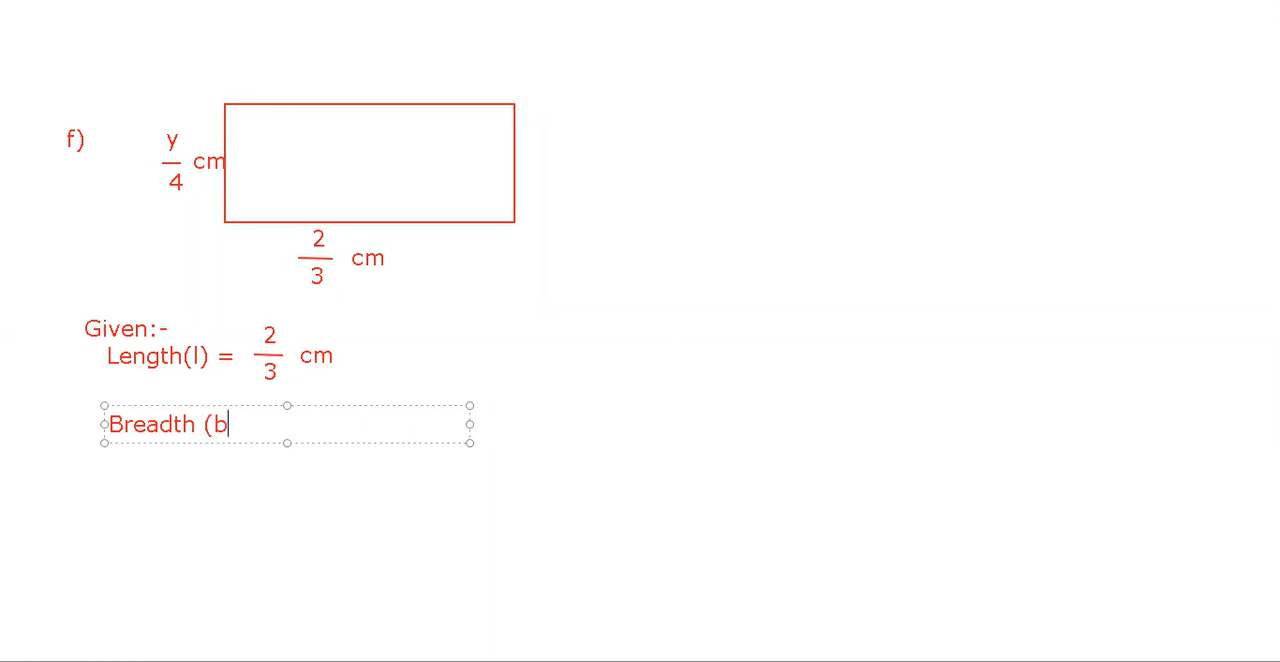 f)
y
4
cm
2
3
cm
Given:-
Length(l) = 2/3 cm
Breadth (b